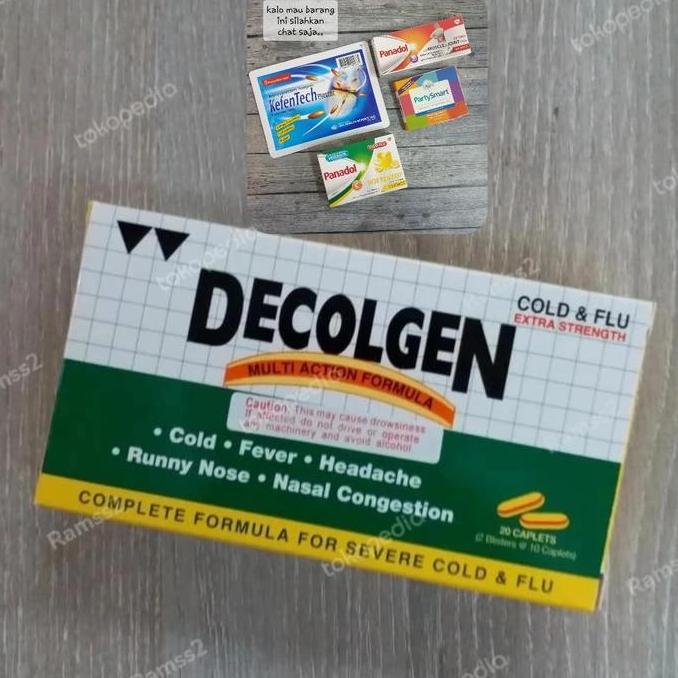 kalo mau barang
ini silahkan
chat saja..
Panadol
MUSCLE & JOINT
KefenTech
PartySmart
Panadol
DECOLGEN
COLD & FLU
EXTRA STRENGTH
MULTI ACTION FORMULA
Caution: This may cause drowsiness
If affected do not drive or operate
any machinery and avoid alcohol
• Cold • Fever • Headache
• Runny Nose • Nasal Congestion
20 CAPLETS
(2 Blisters @ 10 Caplets)
COMPLETE FORMULA FOR SEVERE COLD & FLU
tokopedia
Ramss2